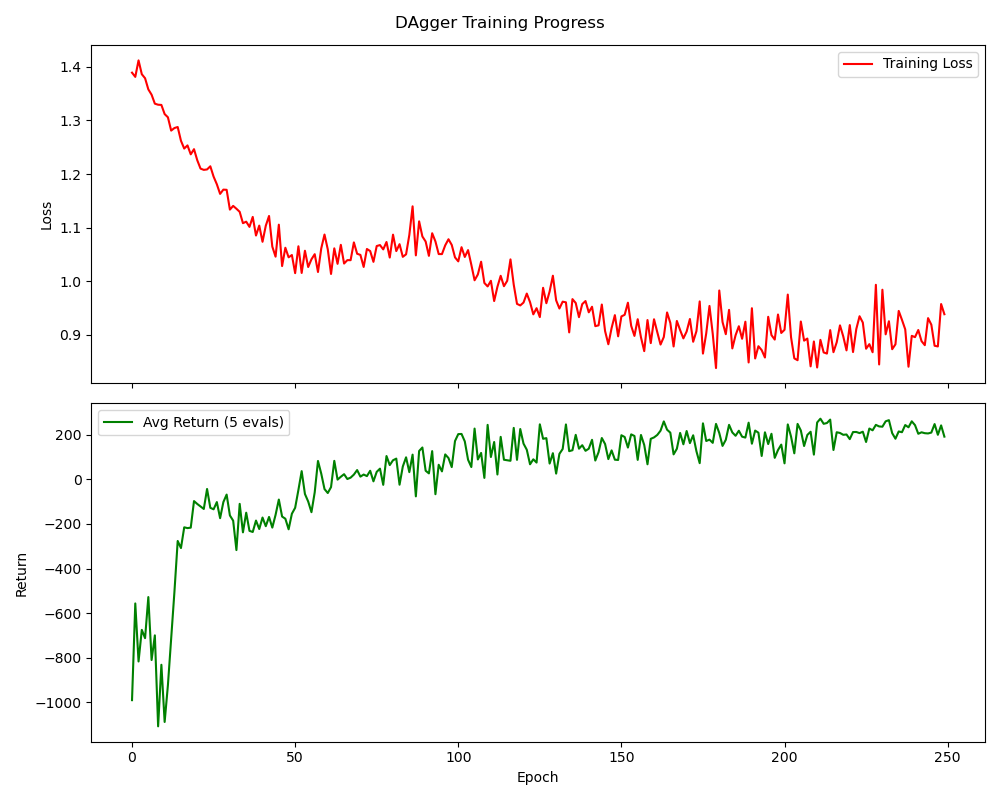 DAgger Training Progress
Training Loss
1.4
1.3
1.2
1.1
1.0
0.9
Loss
Avg Return (5 evals)
200
0
−200
−400
−600
−800
−1000
Return
0 50 100 150 200 250
Epoch